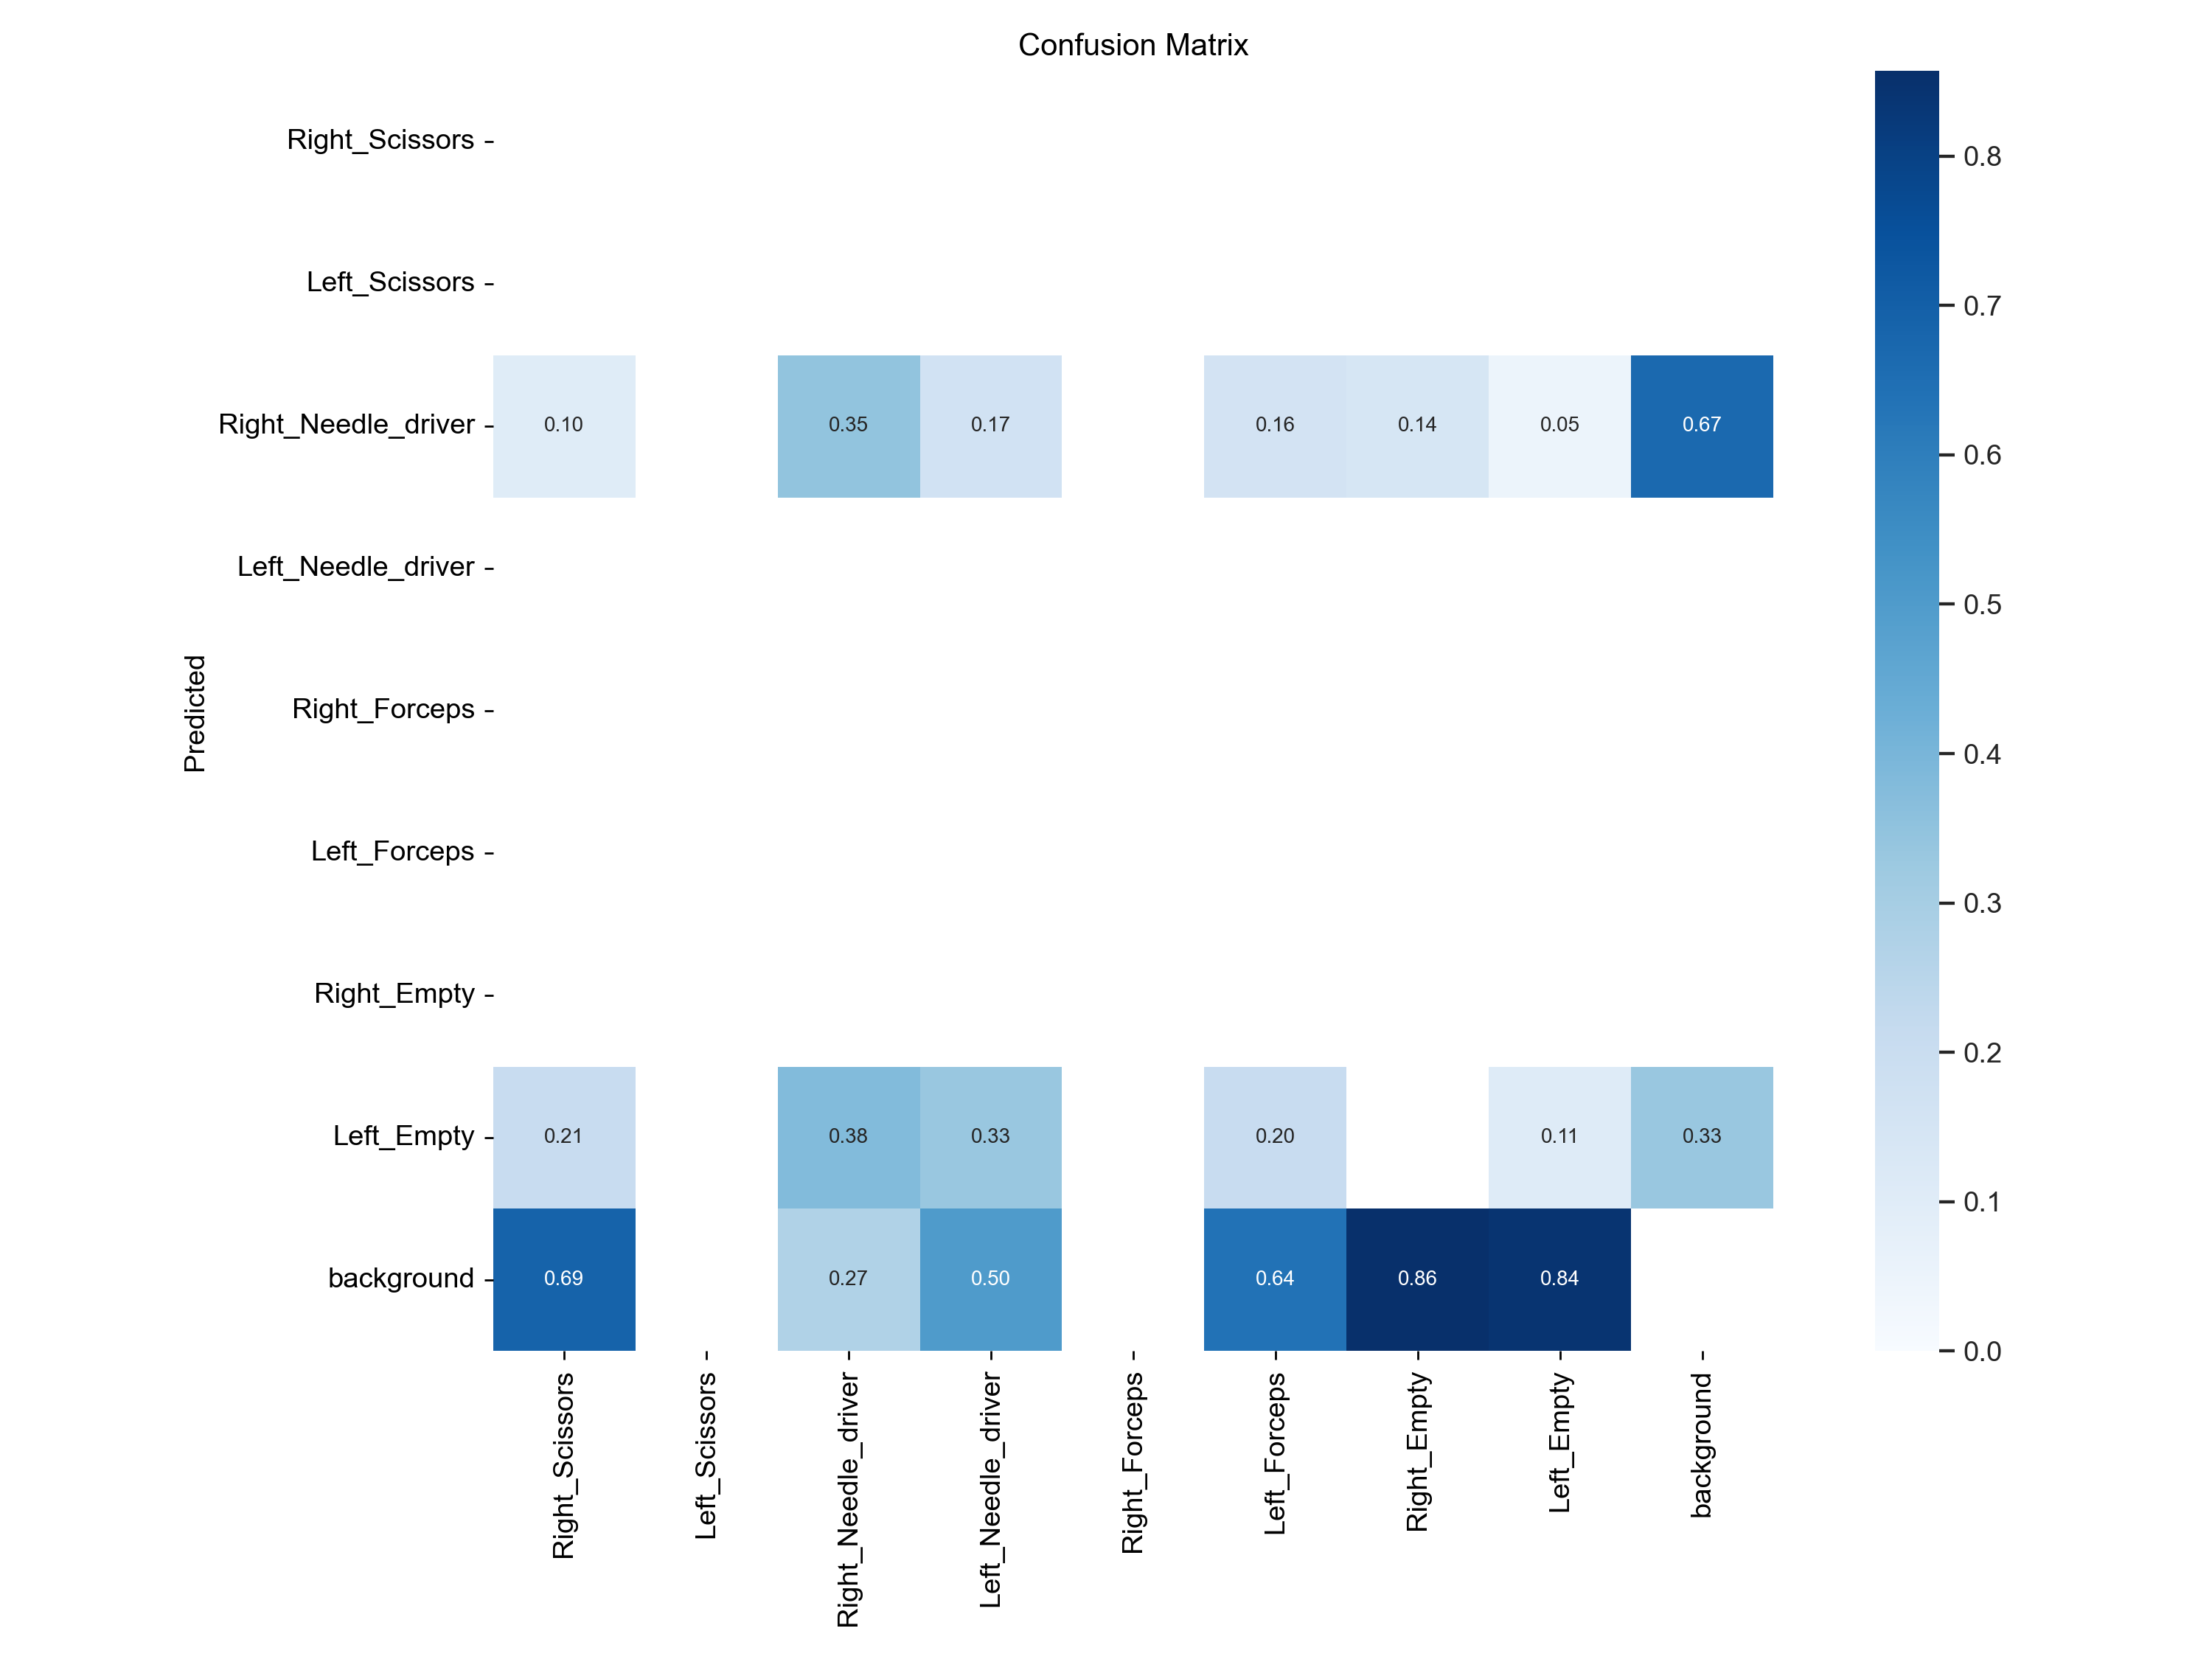 Confusion Matrix
Right_Scissors
Left_Scissors
Right_Needle_driver
Left_Needle_driver
Right_Forceps
Left_Forceps
Right_Empty
Left_Empty
background
Predicted
0.10 0.35 0.17 0.16 0.14 0.05 0.67
0.21 0.38 0.33 0.20 0.11 0.33
0.69 0.27 0.50 0.64 0.86 0.84
Right_Scissors
Left_Scissors
Right_Needle_driver
Left_Needle_driver
Right_Forceps
Left_Forceps
Right_Empty
Left_Empty
background
0.8
0.7
0.6
0.5
0.4
0.3
0.2
0.1
0.0